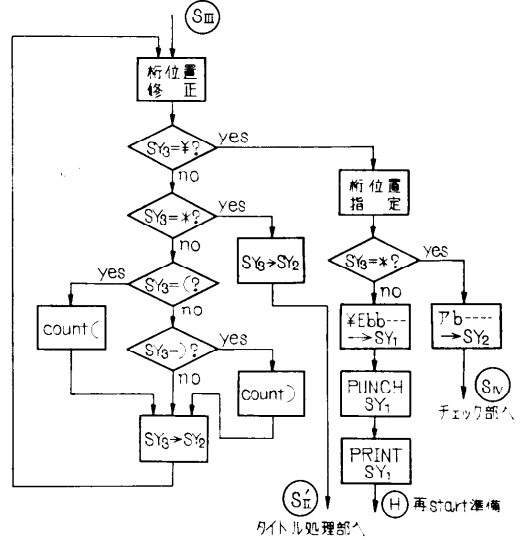 SIII
桁位置
修 正
SY3=¥?
yes
no
桁位置
指 定
SY3=*?
yes
no
SY3→SY2
SY3=*?
yes
no
SY3=(?
yes
no
count(
¥Ebb----
→SY1
アb----
→SY2
SY3=)?
yes
no
count)
PUNCH
SY1
SIV
チェック部へ
SY3→SY2
PRINT
SY1
S'II
タイトル処理部へ
H 再start準備